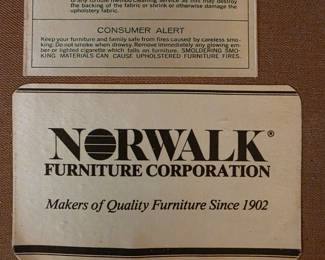 backing of the fabric or shrink or otherwise damage the
upholstery fabric.
CONSUMER ALERT
Keep your furniture and family safe from fires caused by careless smo-
king. Do not smoke when drowsy. Remove immediately any glowing em-
ber or lighted cigarette which falls on furniture. SMOLDERING SMO-
KING MATERIALS CAN CAUSE UPHOLSTERED FURNITURE FIRES.
NORWALK®
FURNITURE CORPORATION
Makers of Quality Furniture Since 1902